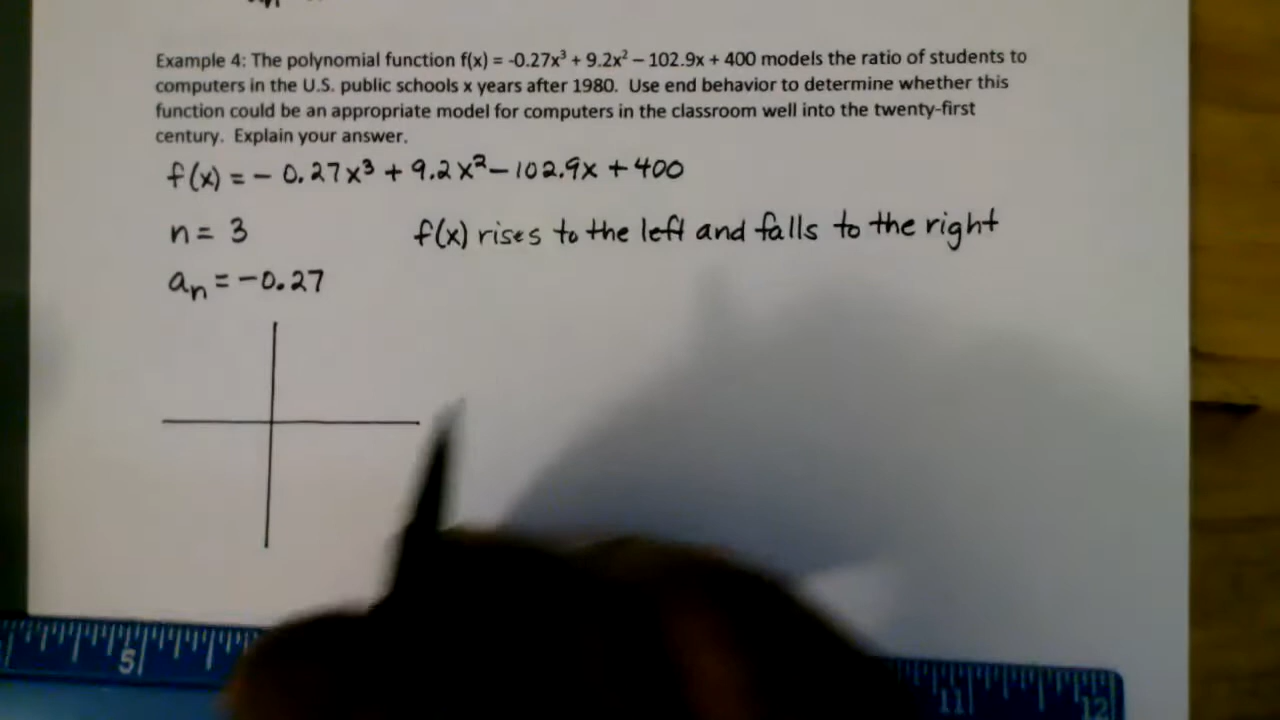 Example 4: The polynomial function f(x) = -0.27x³ + 9.2x² – 102.9x + 400 models the ratio of students to
computers in the U.S. public schools x years after 1980. Use end behavior to determine whether this
function could be an appropriate model for computers in the classroom well into the twenty-first
century. Explain your answer.
f(x) = - 0.27x³ + 9.2x² - 102.9x + 400
n = 3
f(x) rises to the left and falls to the right
aₙ = -0.27
5
11
12